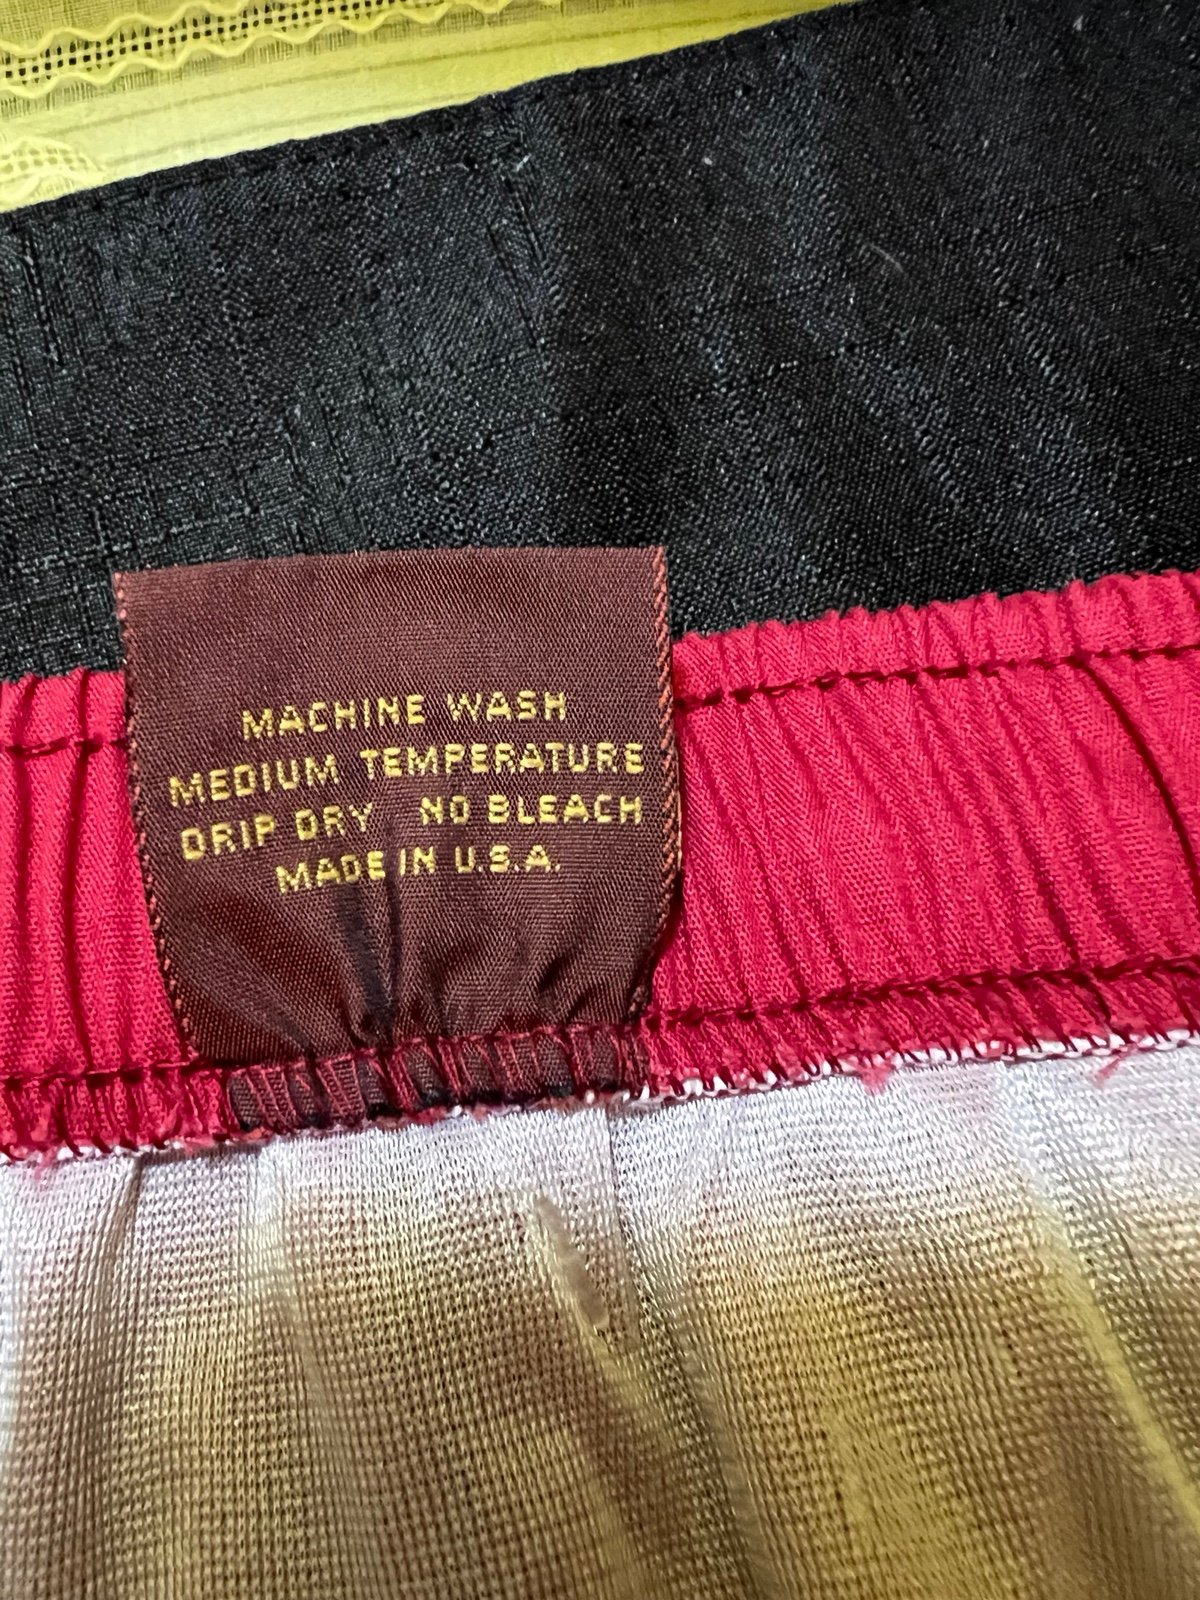 MACHINE WASH
MEDIUM TEMPERATURE
DRIP DRY NO BLEACH
MADE IN U.S.A.